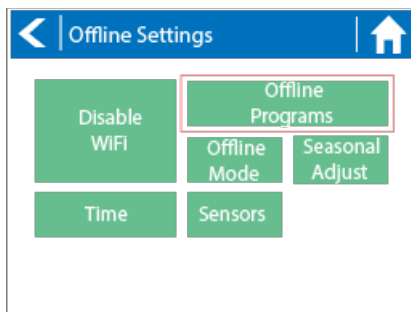 Offline Settings
Disable
WiFi
Offline
Programs
Offline
Mode
Seasonal
Adjust
Time
Sensors